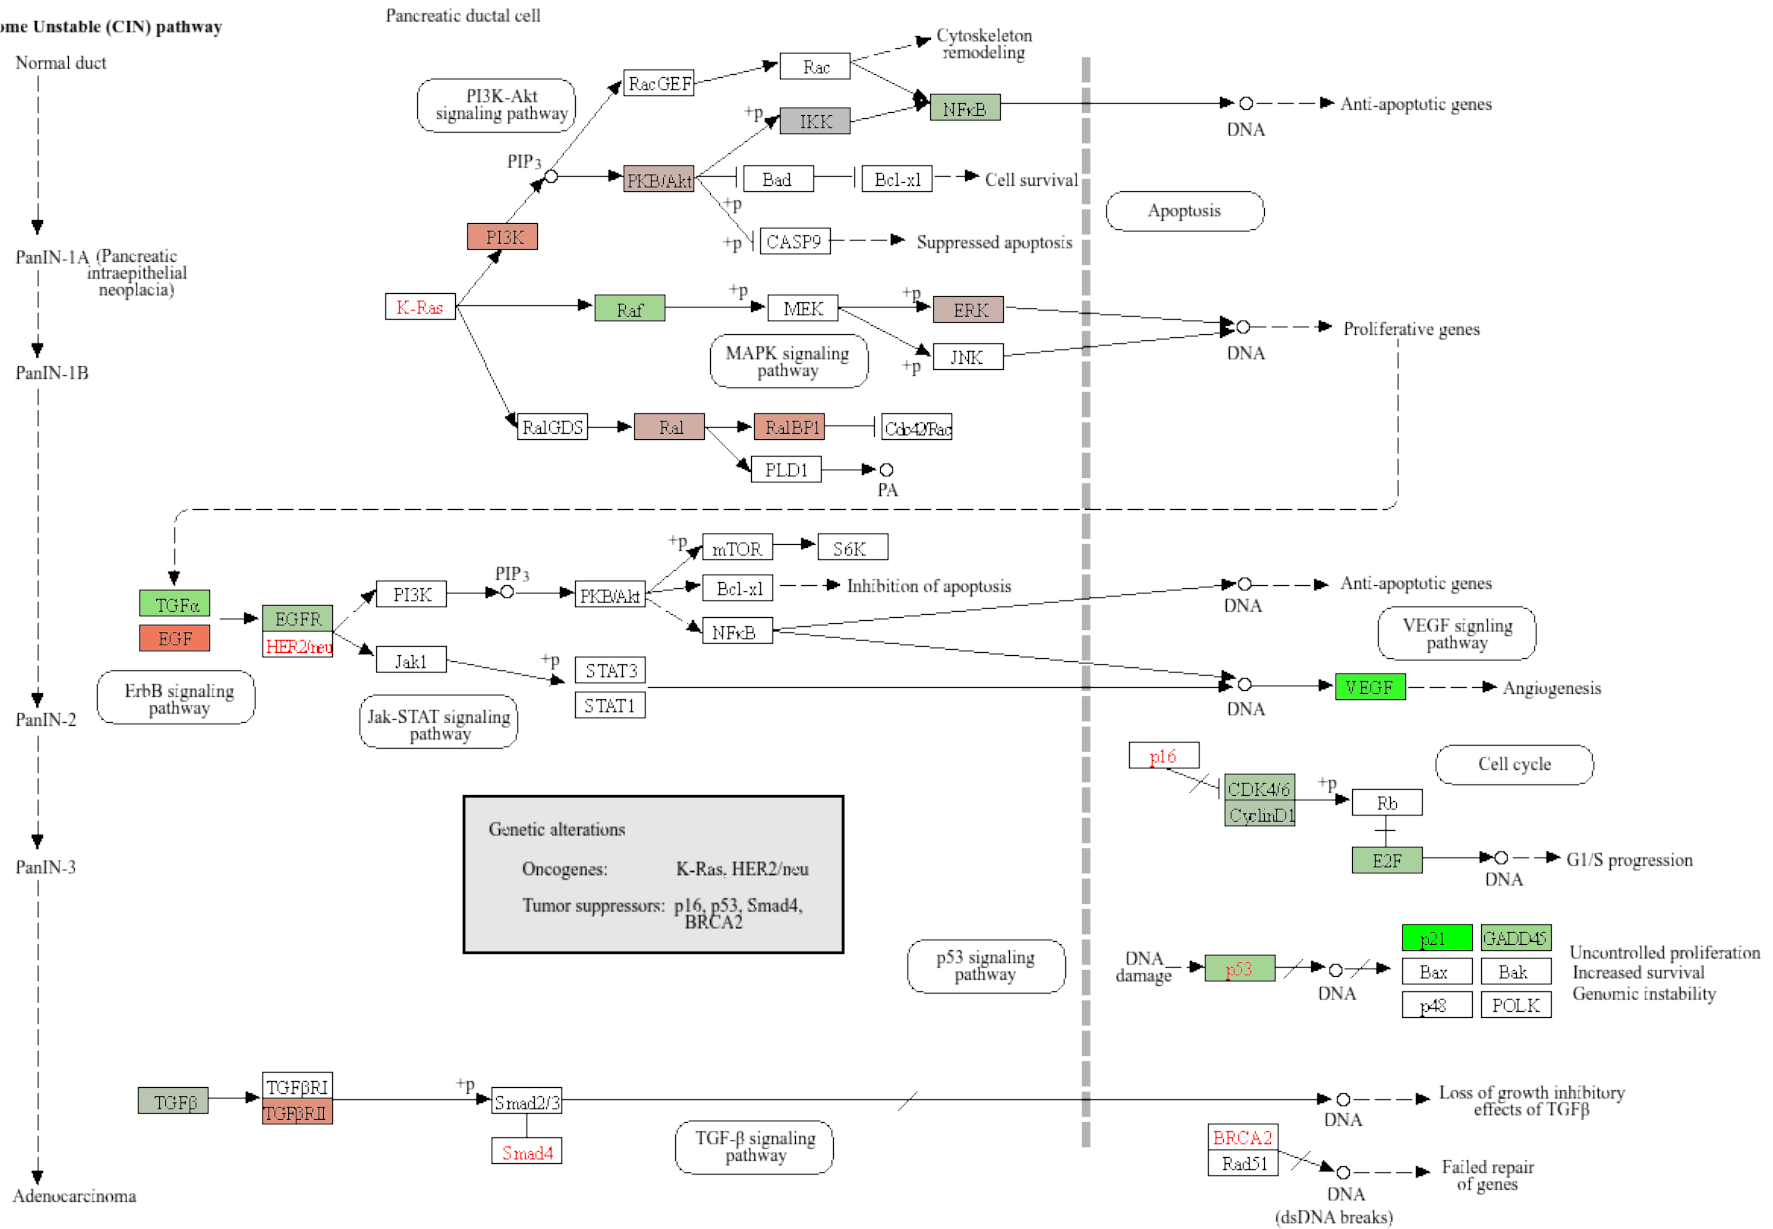 ome Unstable (CIN) pathway
Pancreatic ductal cell
Normal duct
PanIN-1A (Pancreatic
intraepithelial
neoplacia)
PanIN-1B
PanIN-2
PanIN-3
Adenocarcinoma
PI3K-Akt
signaling pathway
RacGEF
Rac
Cytoskeleton
remodeling
+p
IKK
NFκB
DNA
Anti-apoptotic genes
PIP3
PKB/Akt
Bad
Bcl-xl
Cell survival
+p
+p
CASP9
Suppressed apoptosis
Apoptosis
PI3K
K-Ras
Raf
+p
MEK
+p
ERK
+p
JNK
DNA
Proliferative genes
MAPK signaling
pathway
RalGDS
Ral
RalBP1
Cdc42/Rac
PLD1
PA
TGFα
EGF
EGFR
HER2/neu
PI3K
PIP3
PKB/Akt
+p
mTOR
S6K
Bcl-xl
Inhibition of apoptosis
NFκB
DNA
Anti-apoptotic genes
VEGF signling
pathway
Jak1
+p
STAT3
STAT1
DNA
VEGF
Angiogenesis
ErbB signaling
pathway
Jak-STAT signaling
pathway
p16
CDK4/6
CyclinD1
+p
Rb
Cell cycle
E2F
DNA
G1/S progression
Genetic alterations
Oncogenes: K-Ras, HER2/neu
Tumor suppressors: p16, p53, Smad4,
BRCA2
p53 signaling
pathway
DNA
damage
p53
DNA
p21
GADD45
Bax
Bak
p48
POLK
Uncontrolled proliferation
Increased survival
Genomic instability
TGFβ
TGFβRI
TGFβRII
+p
Smad2/3
Smad4
TGF-β signaling
pathway
DNA
Loss of growth inhibitory
effects of TGFβ
BRCA2
Rad51
DNA
(dsDNA breaks)
Failed repair
of genes